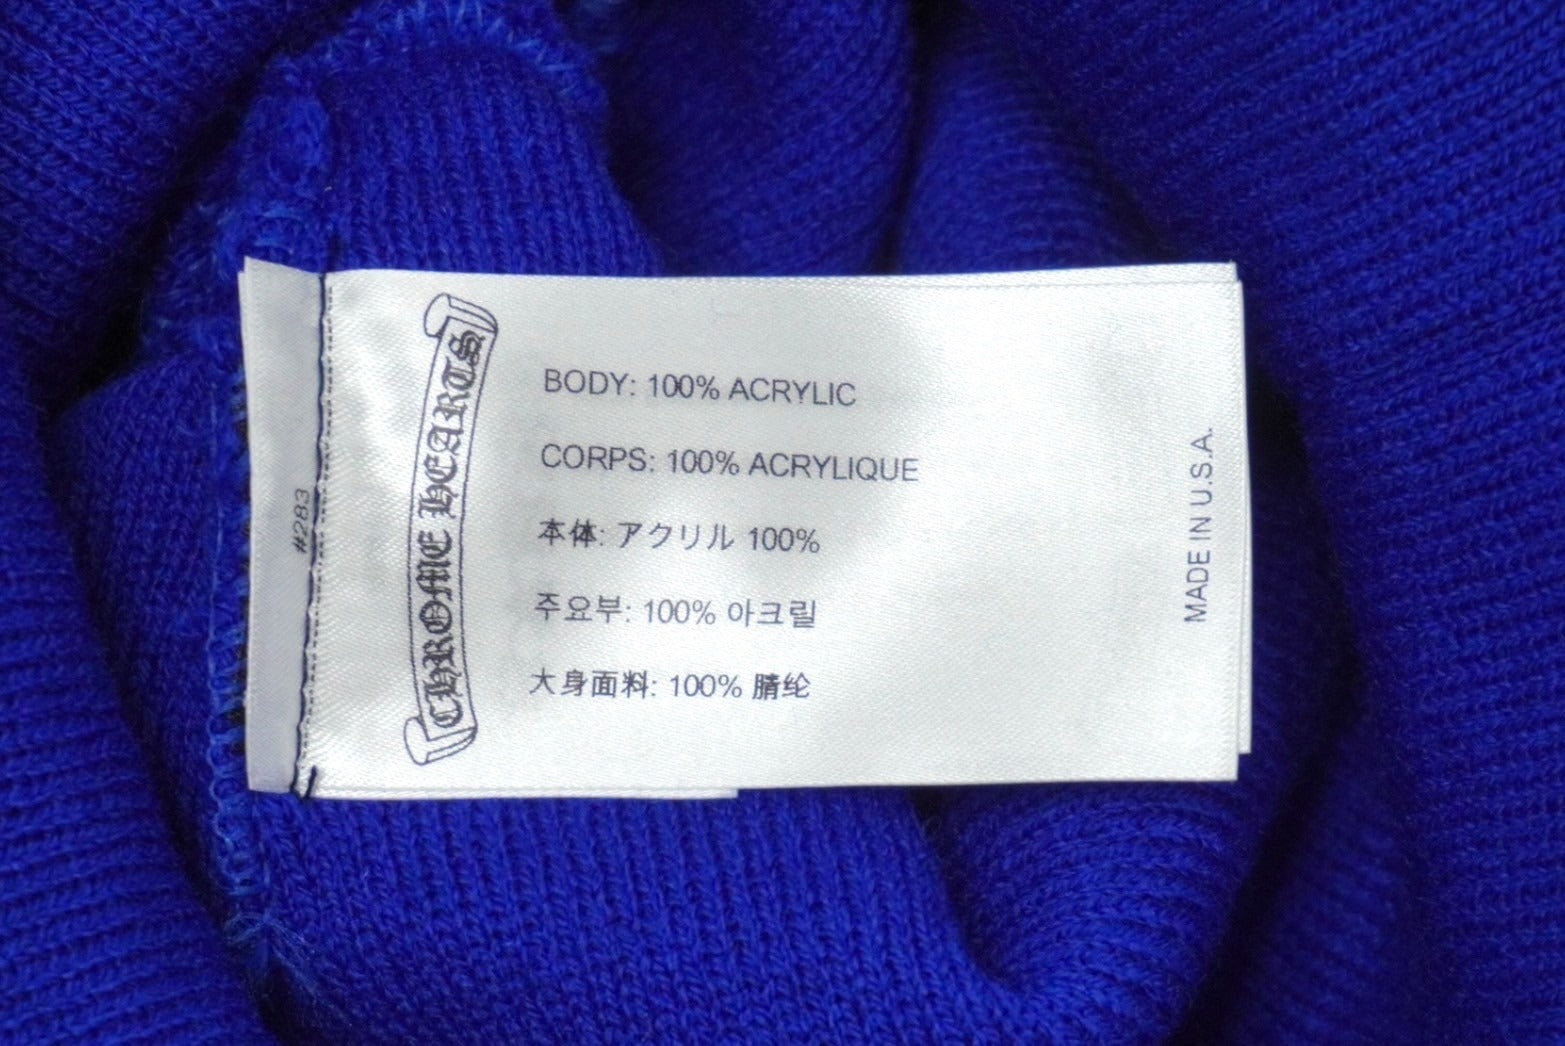 CHROME HEARTS
#283
BODY: 100% ACRYLIC
CORPS: 100% ACRYLIQUE
本体: アクリル 100%
주요부: 100% 아크릴
大身面料: 100% 腈纶
MADE IN U.S.A.